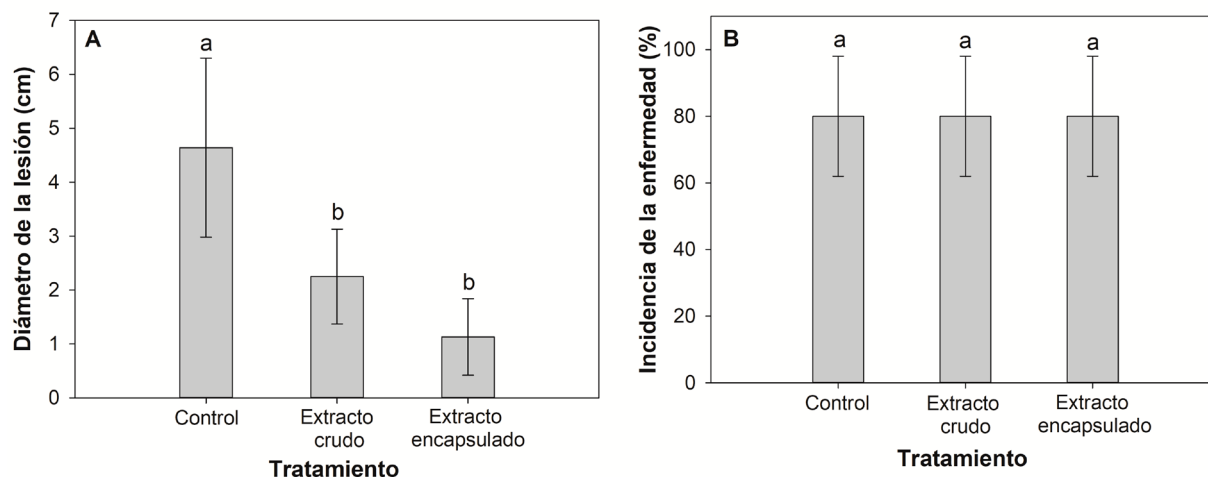 A
Diámetro de la lesión (cm)
7
6
5
4
3
2
1
0
a
b
b
Control
Extracto
crudo
Extracto
encapsulado
Tratamiento
B
Incidencia de la enfermedad (%)
100
80
60
40
20
0
a
a
a
Control
Extracto
crudo
Extracto
encapsulado
Tratamiento